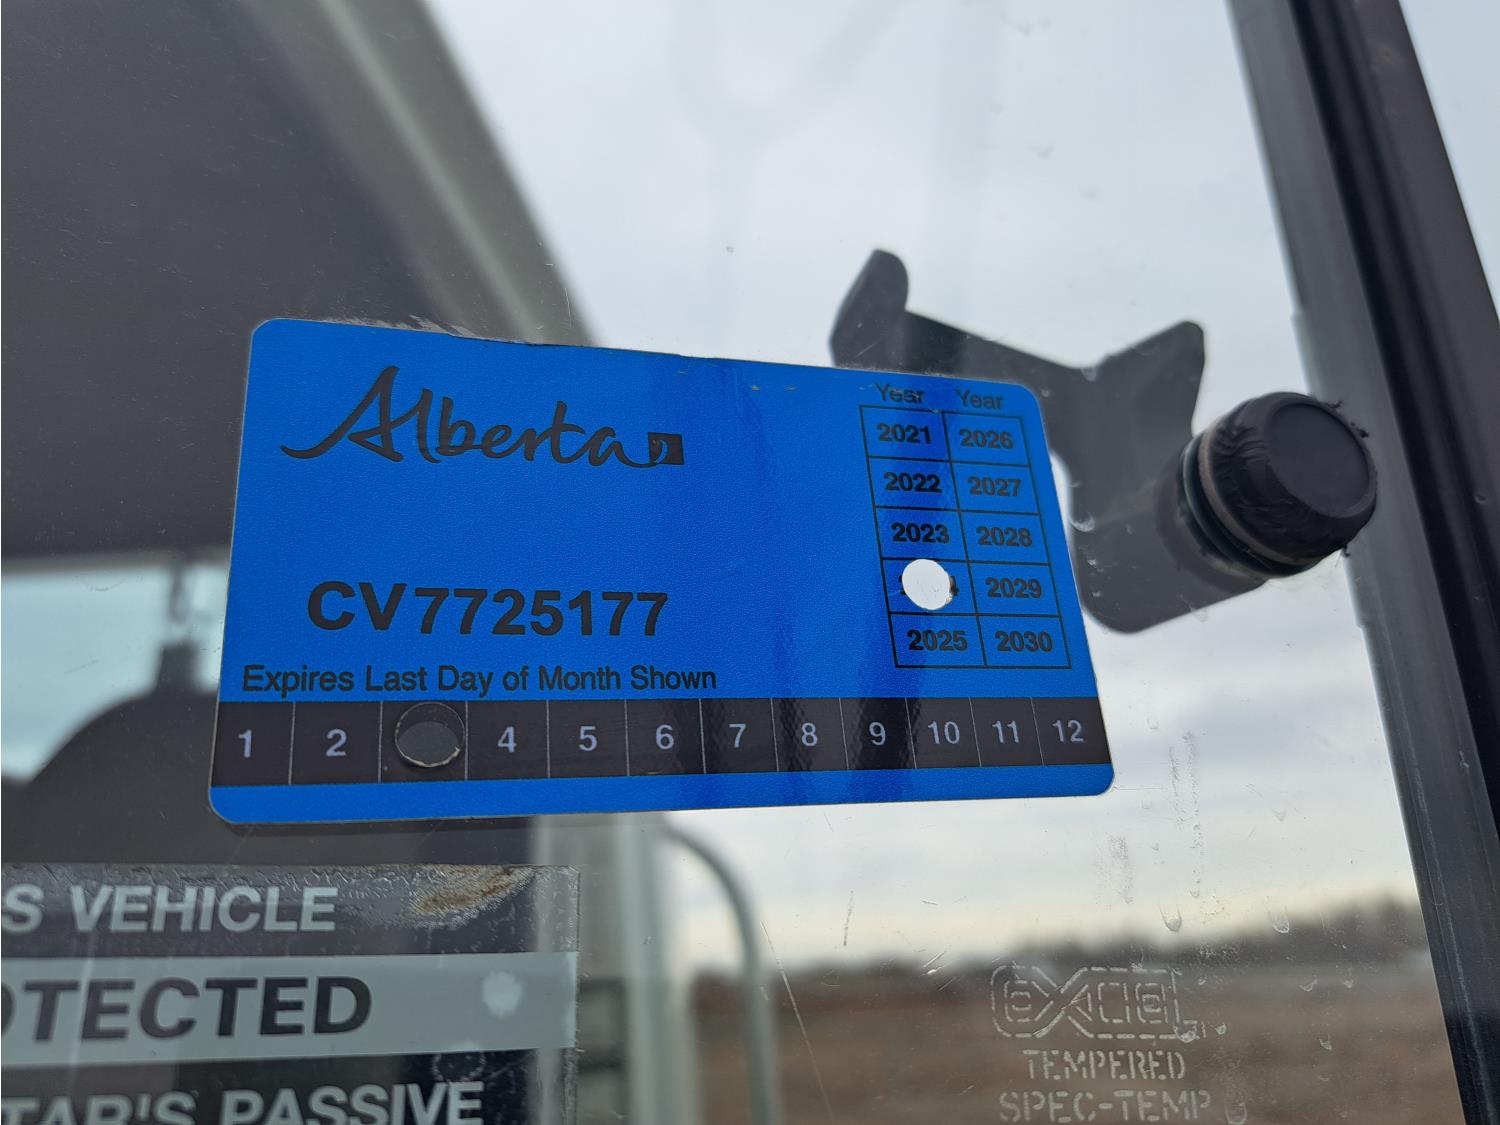 Alberta
Year Year
2021 2026
2022 2027
2023 2028
2029
2025 2030
CV7725177
Expires Last Day of Month Shown
1 2 4 5 6 7 8 9 10 11 12
S VEHICLE
OTECTED
TAR'S PASSIVE
EXCEL
TEMPERED
SPEC-TEMP